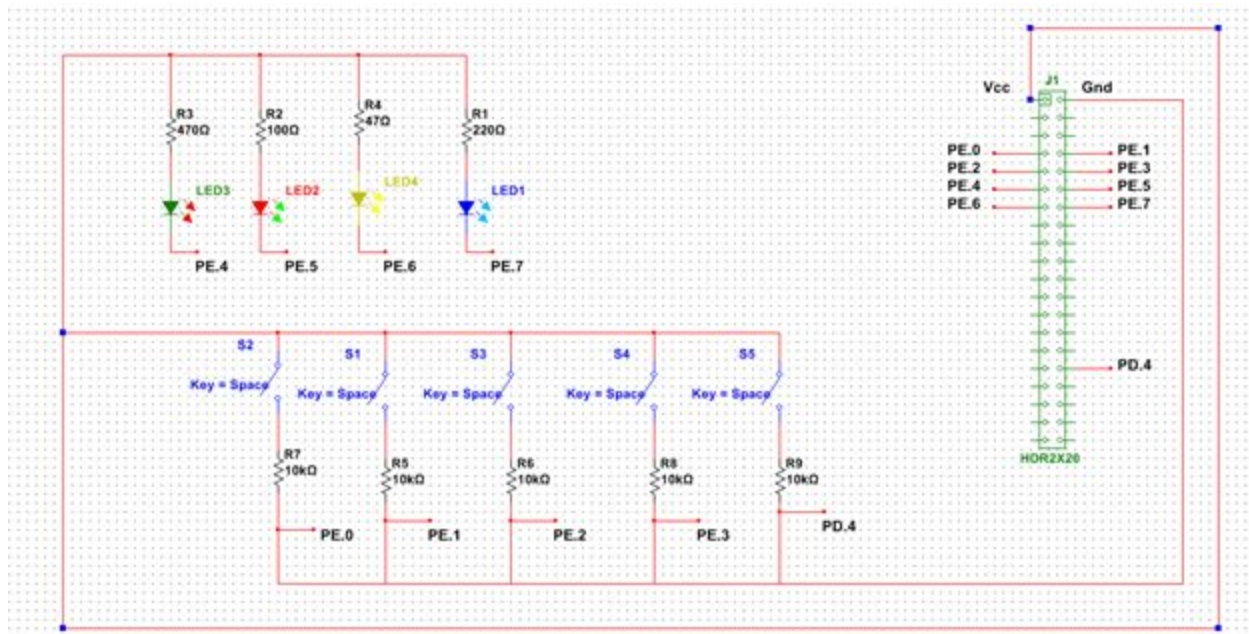 R3
470Ω
R2
100Ω
R4
47Ω
R1
220Ω
LED3
LED2
LED4
LED1
PE.4
PE.5
PE.6
PE.7
Vcc
J1
Gnd
PE.0
PE.1
PE.2
PE.3
PE.4
PE.5
PE.6
PE.7
PD.4
HDR2X20
S2
Key = Space
S1
Key = Space
S3
Key = Space
S4
Key = Space
S5
Key = Space
R7
10kΩ
R5
10kΩ
R6
10kΩ
R8
10kΩ
R9
10kΩ
PE.0
PE.1
PE.2
PE.3
PD.4